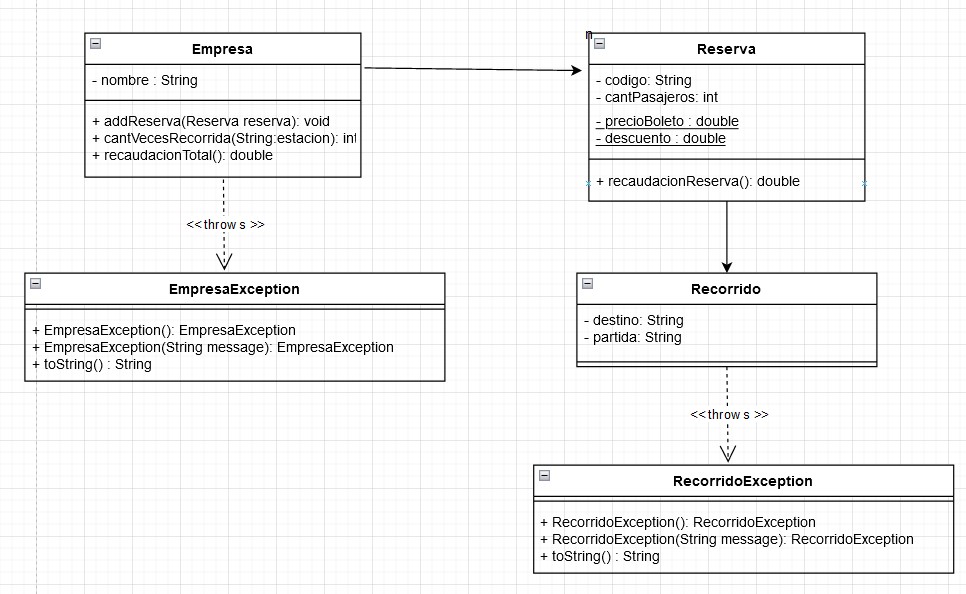 Empresa
- nombre : String
+ addReserva(Reserva reserva): void
+ cantVecesRecorrida(String:estacion): int
+ recaudacionTotal(): double
n
Reserva
- codigo: String
- cantPasajeros: int
- precioBoleto : double
- descuento : double
+ recaudacionReserva(): double
<<throws>>
EmpresaException
+ EmpresaException(): EmpresaException
+ EmpresaException(String message): EmpresaException
+ toString() : String
Recorrido
- destino: String
- partida: String
<<throws>>
RecorridoException
+ RecorridoException(): RecorridoException
+ RecorridoException(String message): RecorridoException
+ toString() : String